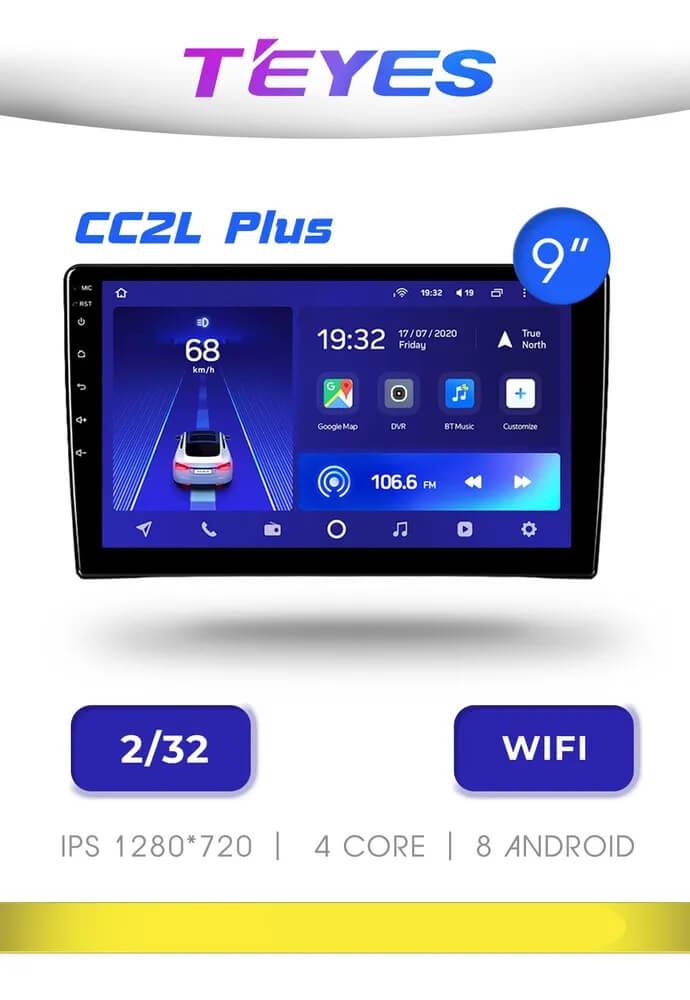 TEYES
CC2L Plus
9"
MIC
RST
19:32
19
68
km/h
19:32
17/07/2020
Friday
True
North
Google Map
DVR
BT Music
Customize
106.6 FM
2/32
WIFI
IPS 1280*720 | 4 CORE | 8 ANDROID